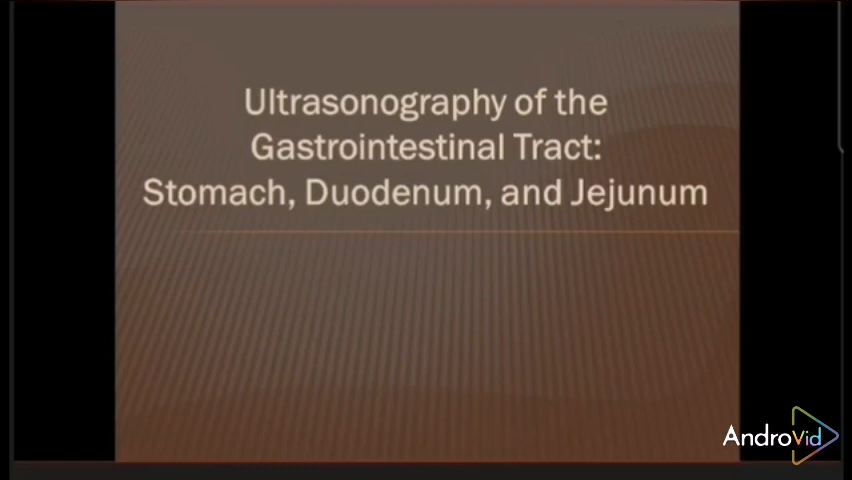 Ultrasonography of the
Gastrointestinal Tract:
Stomach, Duodenum, and Jejunum
AndroVid